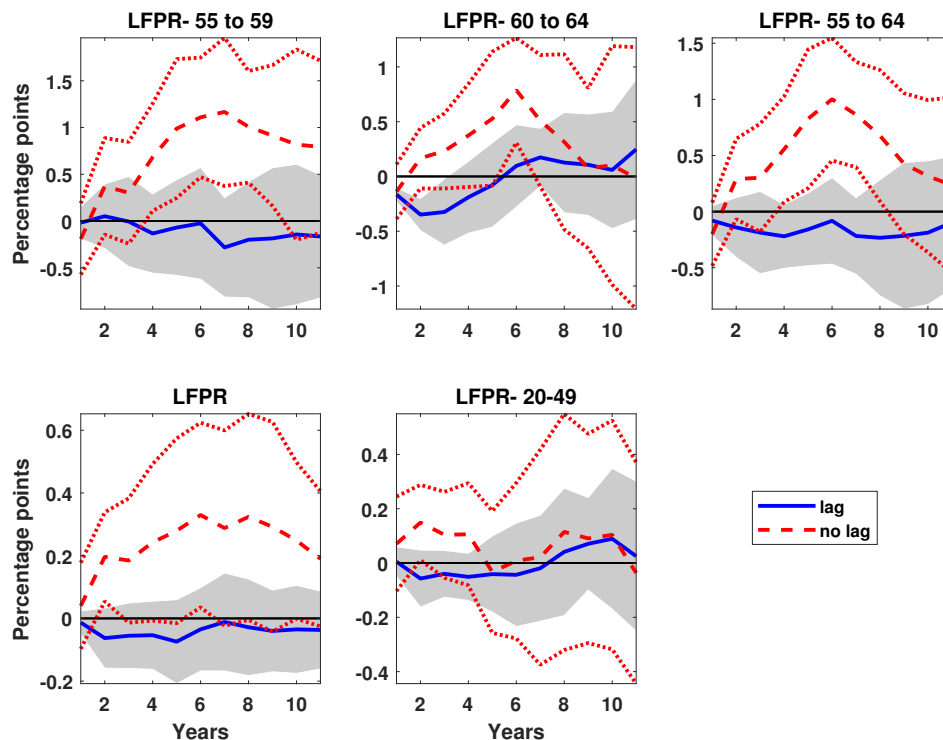 LFPR- 55 to 59
LFPR- 60 to 64
LFPR- 55 to 64
Percentage points
1.5
1
0.5
0
-0.5
2 4 6 8 10
1
0.5
0
-0.5
-1
2 4 6 8 10
1.5
1
0.5
0
-0.5
2 4 6 8 10
LFPR
LFPR- 20-49
Percentage points
0.6
0.4
0.2
0
-0.2
2 4 6 8 10
Years
0.4
0.2
0
-0.2
-0.4
2 4 6 8 10
Years
lag
no lag